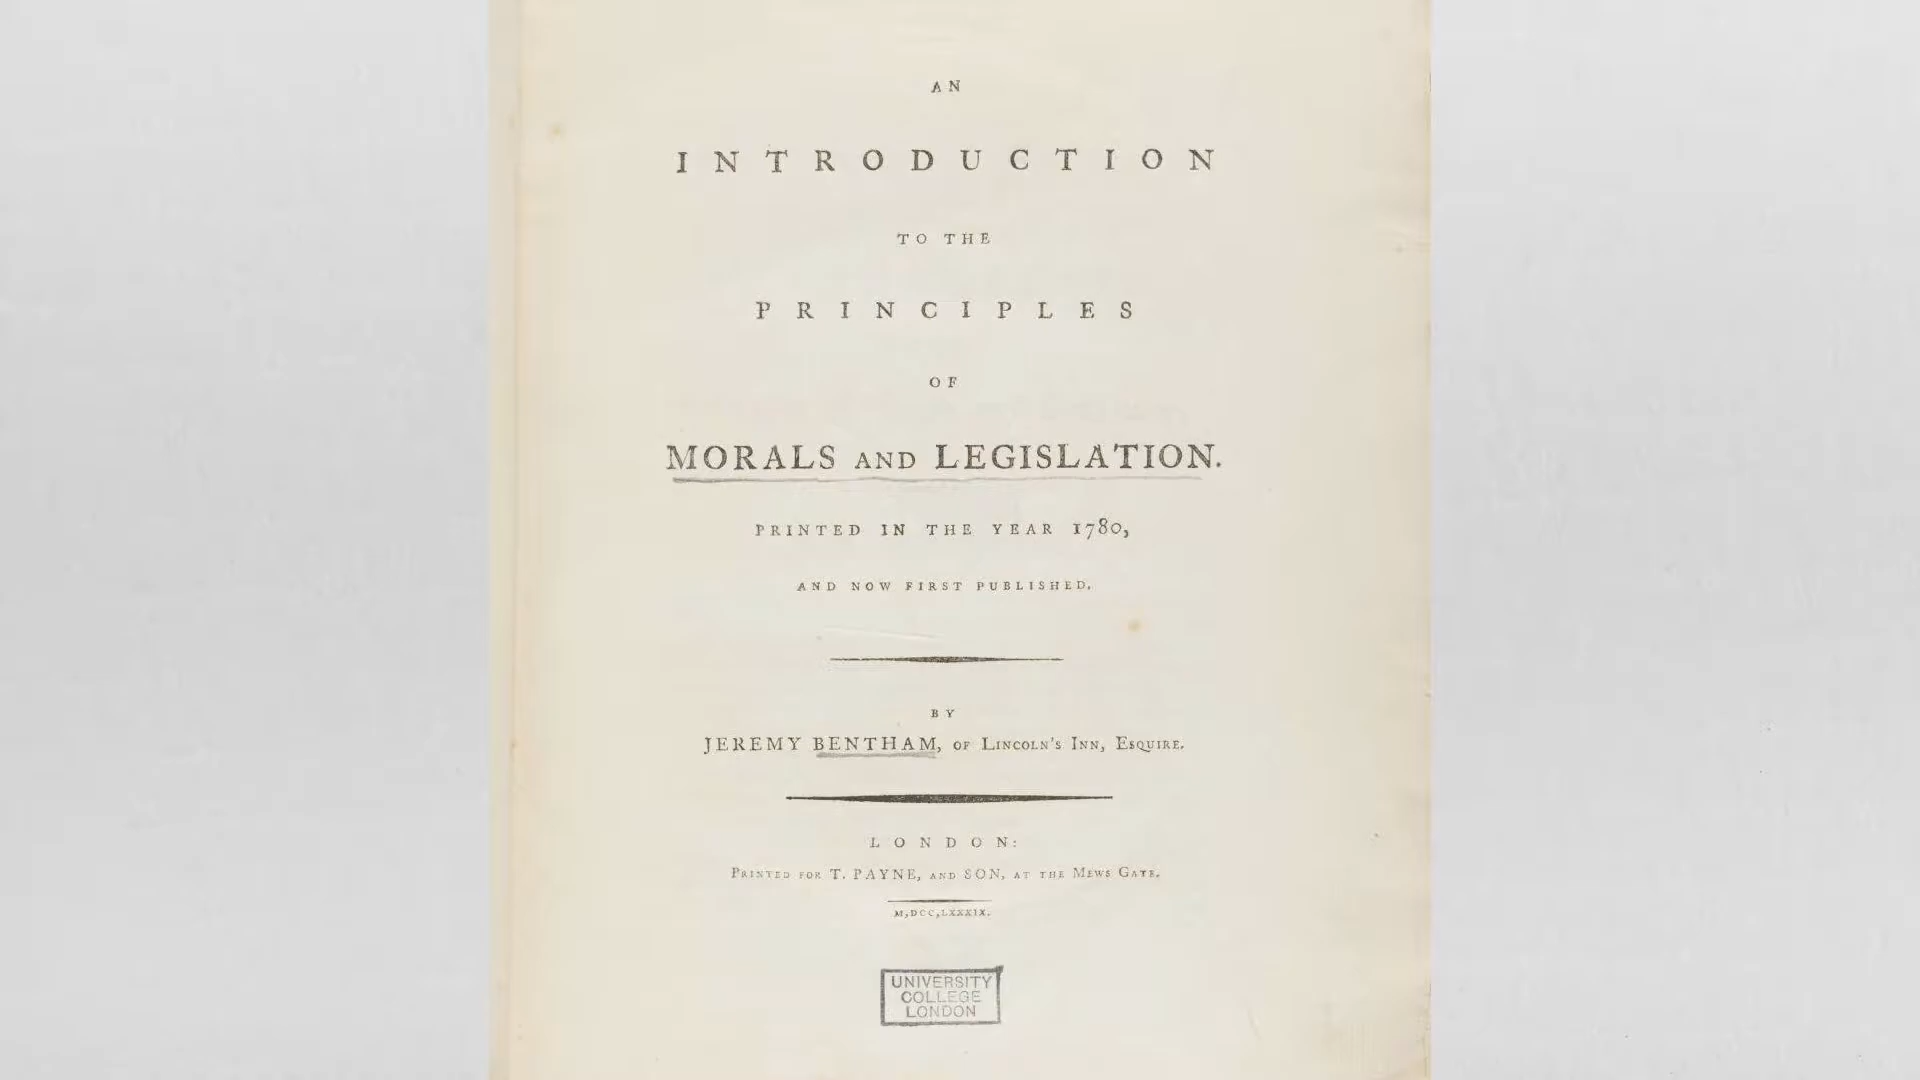 AN
INTRODUCTION
TO THE
PRINCIPLES
OF
MORALS AND LEGISLATION.
PRINTED IN THE YEAR 1780,
AND NOW FIRST PUBLISHED.
BY
JEREMY BENTHAM, OF LINCOLN'S INN, ESQUIRE.
LONDON:
PRINTED FOR T. PAYNE, AND SON, AT THE MEWS GATE.
M,DCC,LXXXIX.
UNIVERSITY
COLLEGE
LONDON